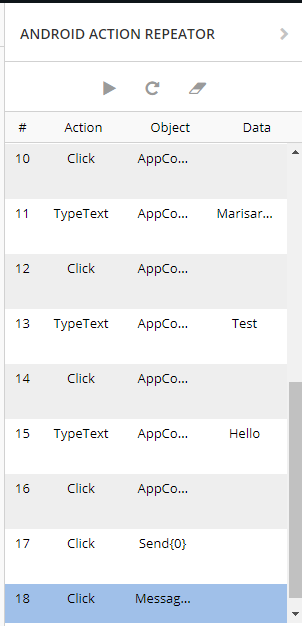 ANDROID ACTION REPEATOR
# Action Object Data
10 Click AppCo...
11 TypeText AppCo... Marisar...
12 Click AppCo...
13 TypeText AppCo... Test
14 Click AppCo...
15 TypeText AppCo... Hello
16 Click AppCo...
17 Click Send{0}
18 Click Messag...